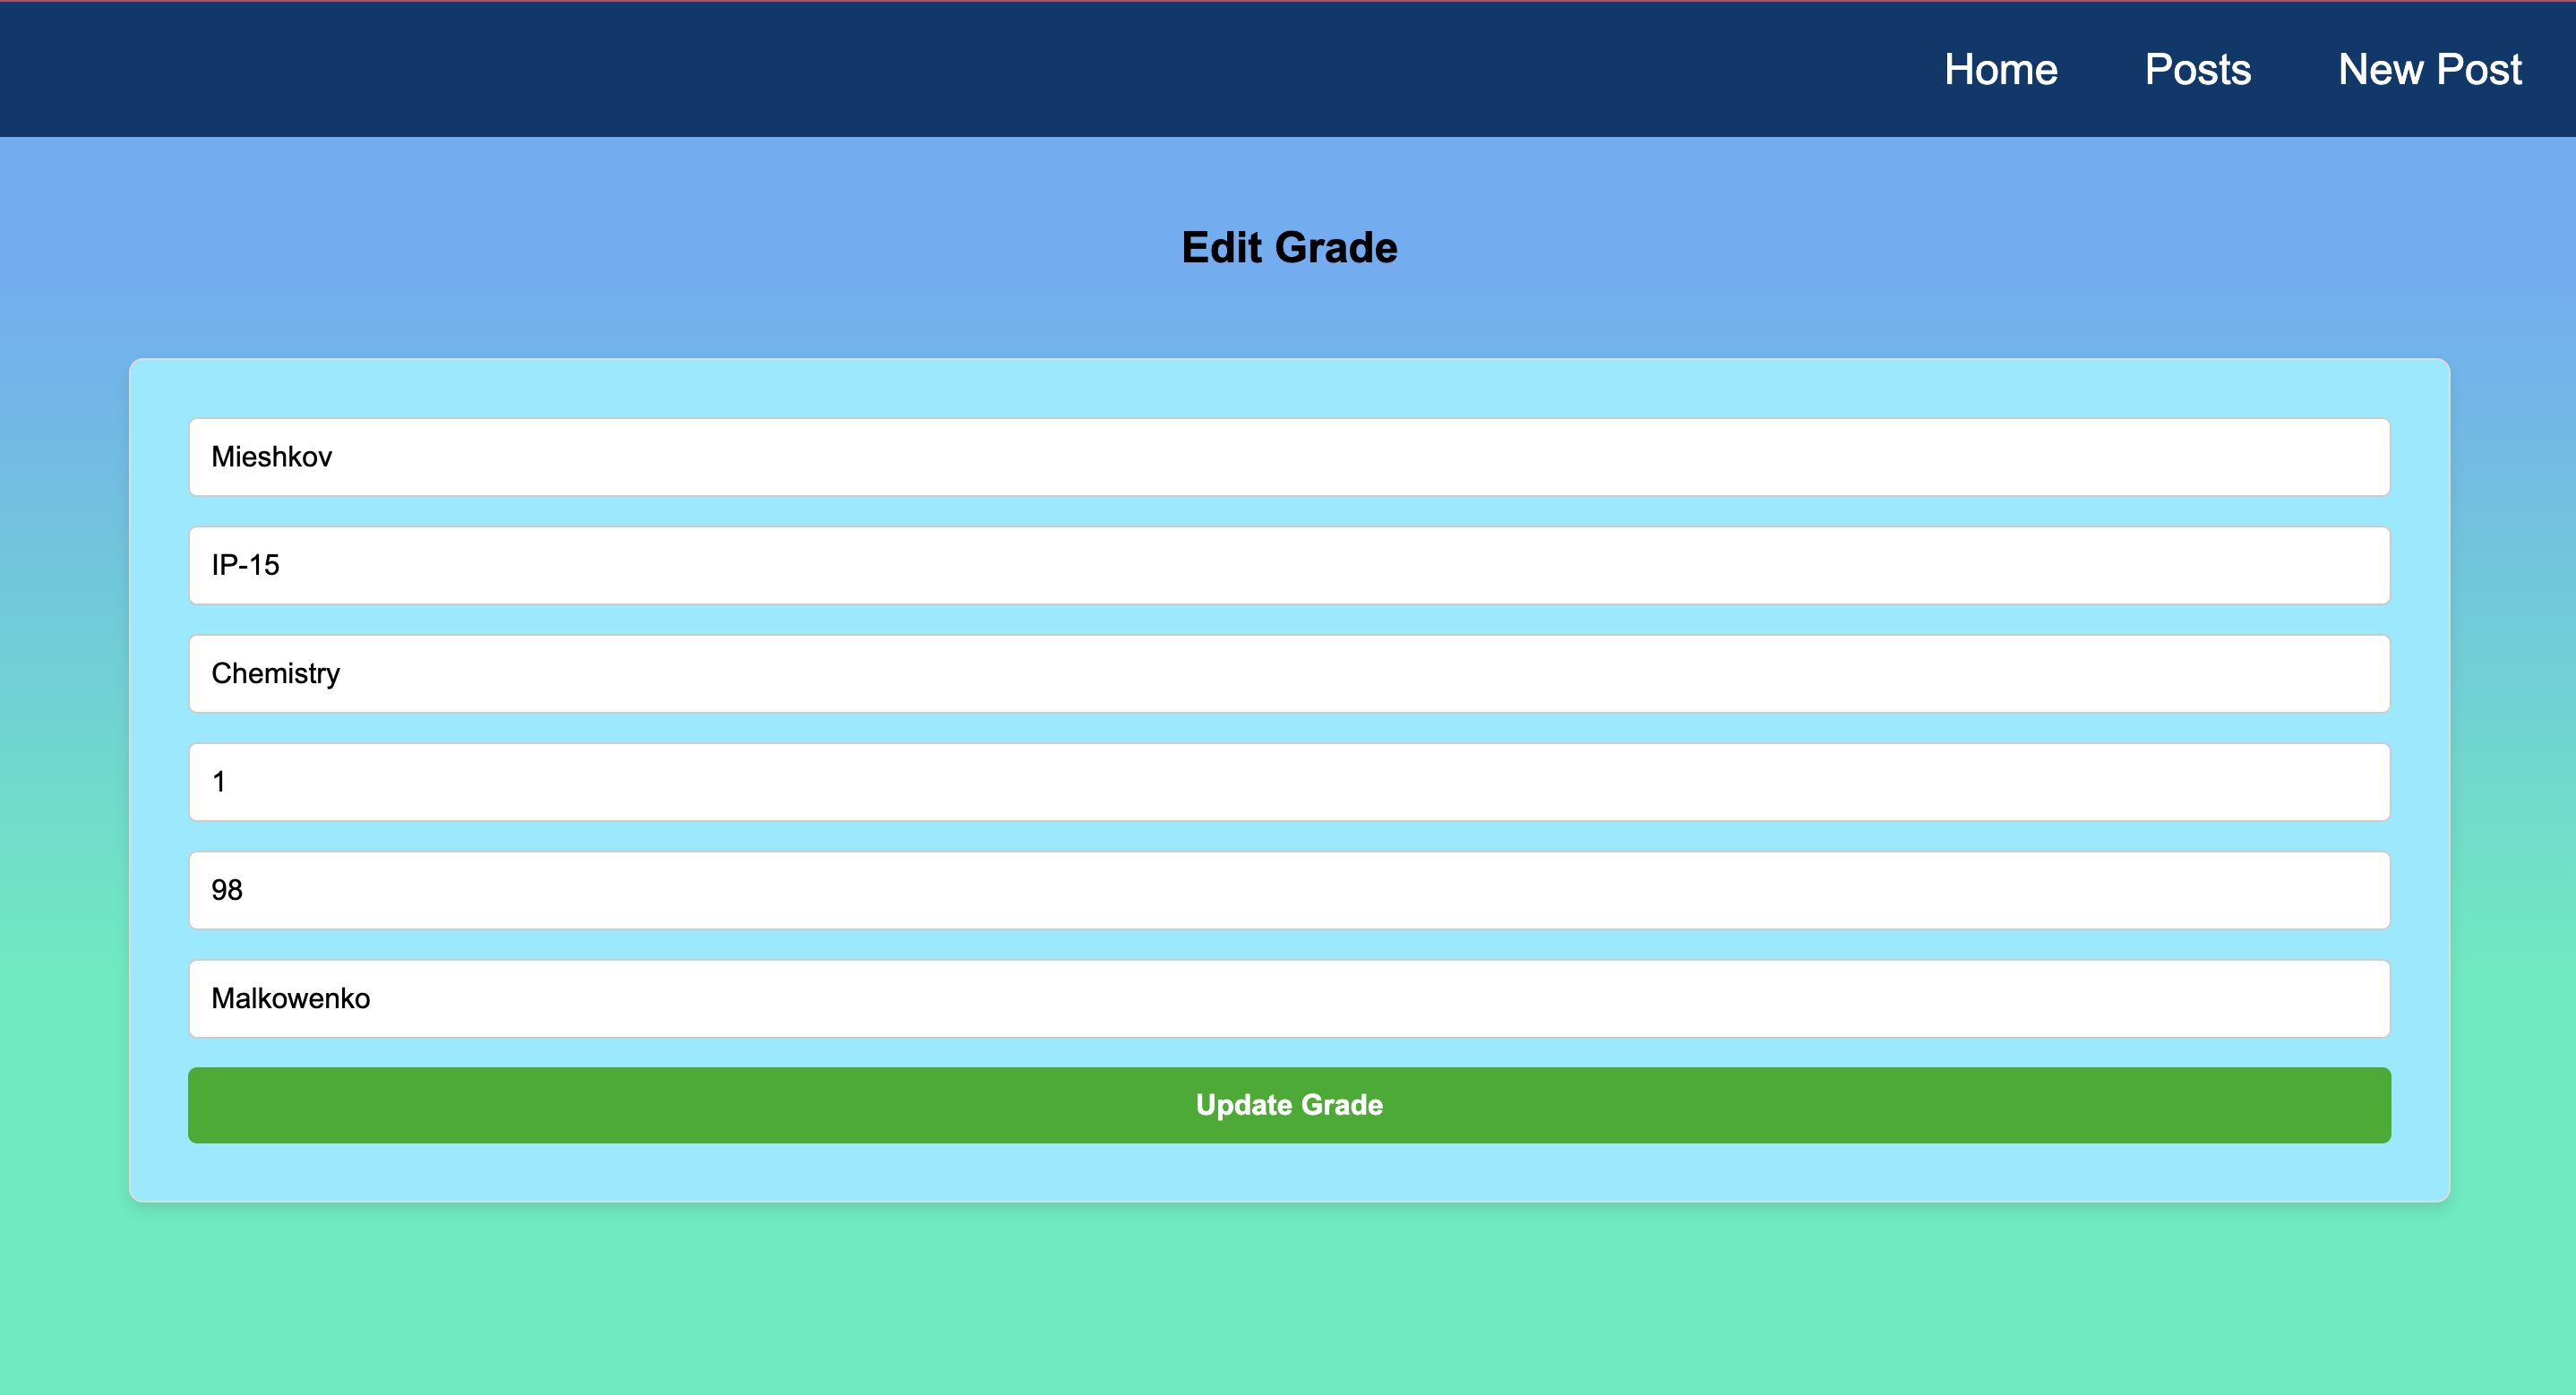 Home Posts New Post
Edit Grade
Mieshkov
IP-15
Chemistry
1
98
Malkowenko
Update Grade